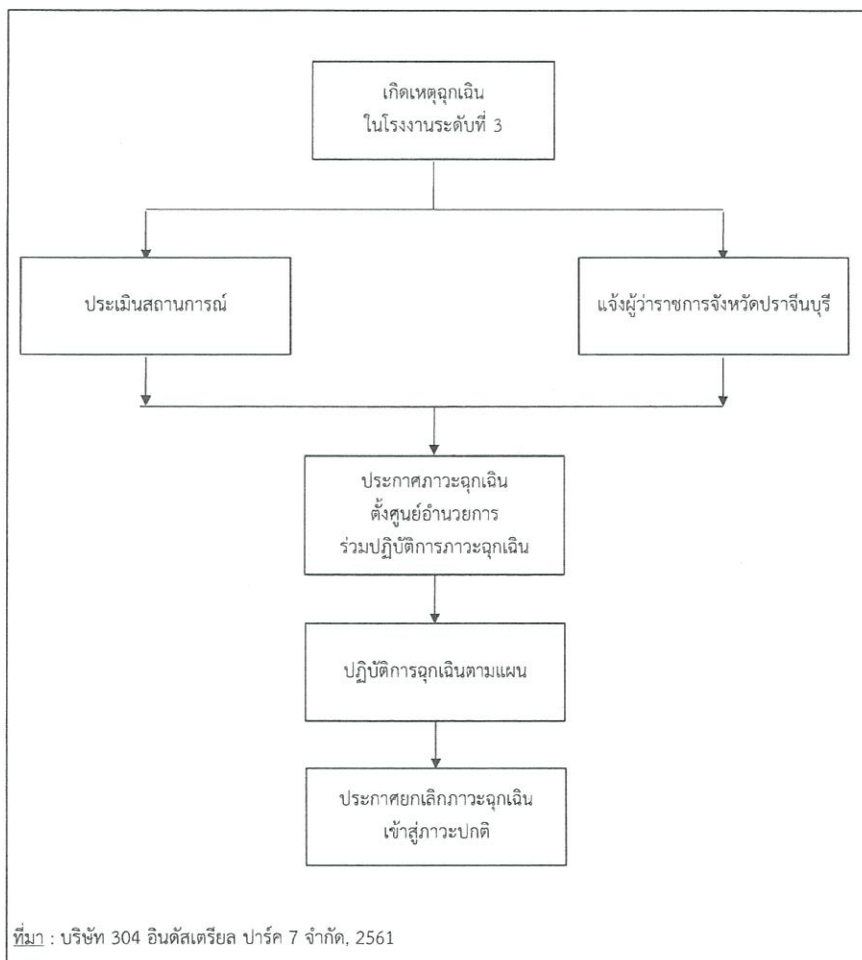 เกิดเหตุฉุกเฉิน
ในโรงงานระดับที่ 3
ประเมินสถานการณ์
แจ้งผู้ว่าราชการจังหวัดปราจีนบุรี
ประกาศภาวะฉุกเฉิน
ตั้งศูนย์อำนวยการ
ร่วมปฏิบัติการภาวะฉุกเฉิน
ปฏิบัติการฉุกเฉินตามแผน
ประกาศยกเลิกภาวะฉุกเฉิน
เข้าสู่ภาวะปกติ
ที่มา : บริษัท 304 อินดัสเตรียล ปาร์ค 7 จำกัด, 2561